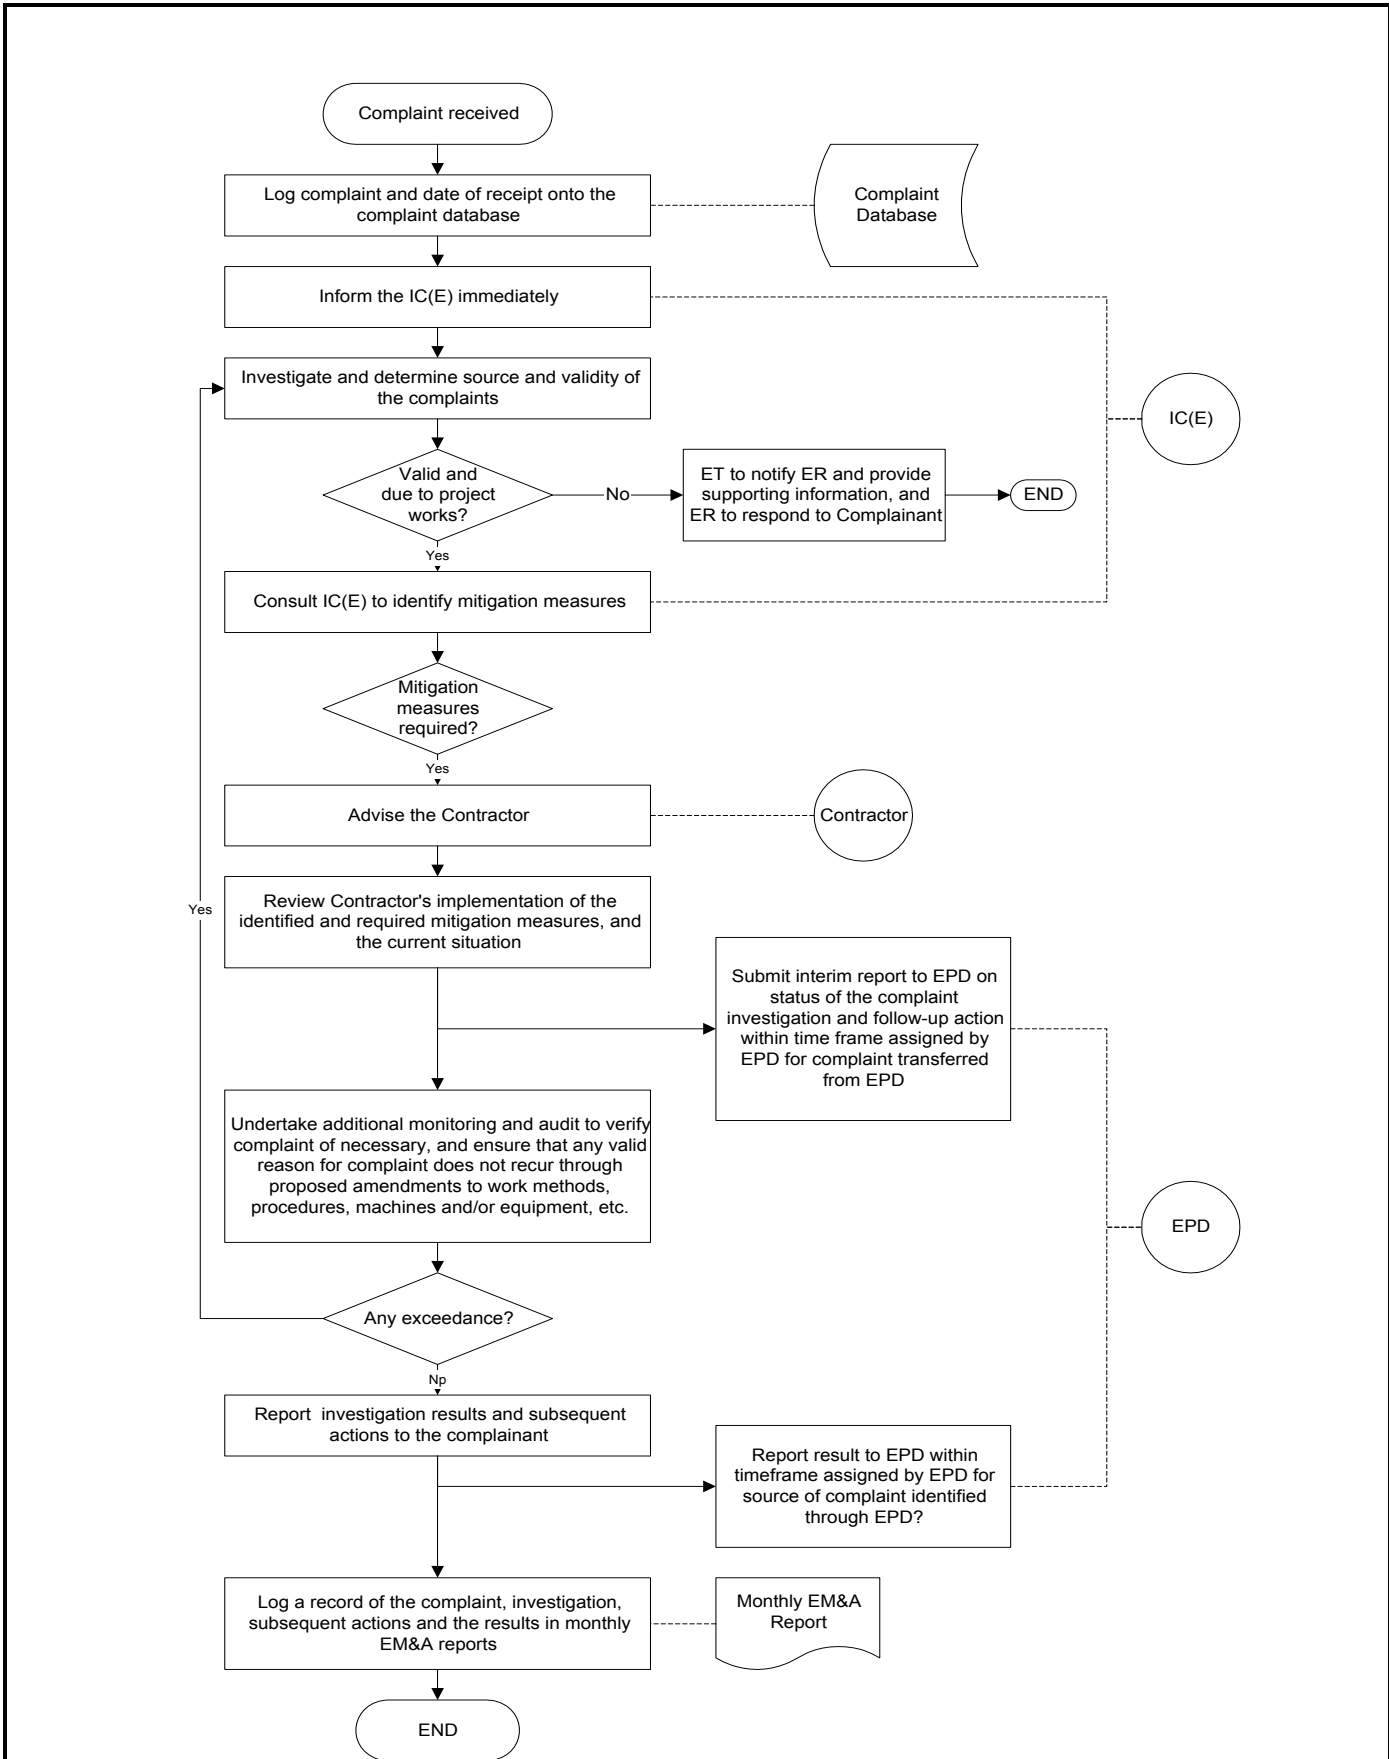 Complaint received
Log complaint and date of receipt onto the
complaint database
Complaint
Database
Inform the IC(E) immediately
Investigate and determine source and validity of
the complaints
IC(E)
Valid and
due to project
works?
No
ET to notify ER and provide
supporting information, and
ER to respond to Complainant
END
Yes
Consult IC(E) to identify mitigation measures
Mitigation
measures
required?
Yes
Advise the Contractor
Contractor
Review Contractor's implementation of the
identified and required mitigation measures, and
the current situation
Yes
Submit interim report to EPD on
status of the complaint
investigation and follow-up action
within time frame assigned by
EPD for complaint transferred
from EPD
Undertake additional monitoring and audit to verify
complaint of necessary, and ensure that any valid
reason for complaint does not recur through
proposed amendments to work methods,
procedures, machines and/or equipment, etc.
EPD
Any exceedance?
Np
Report  investigation results and subsequent
actions to the complainant
Report result to EPD within
timeframe assigned by EPD for
source of complaint identified
through EPD?
Log a record of the complaint, investigation,
subsequent actions and the results in monthly
EM&A reports
Monthly EM&A
Report
END